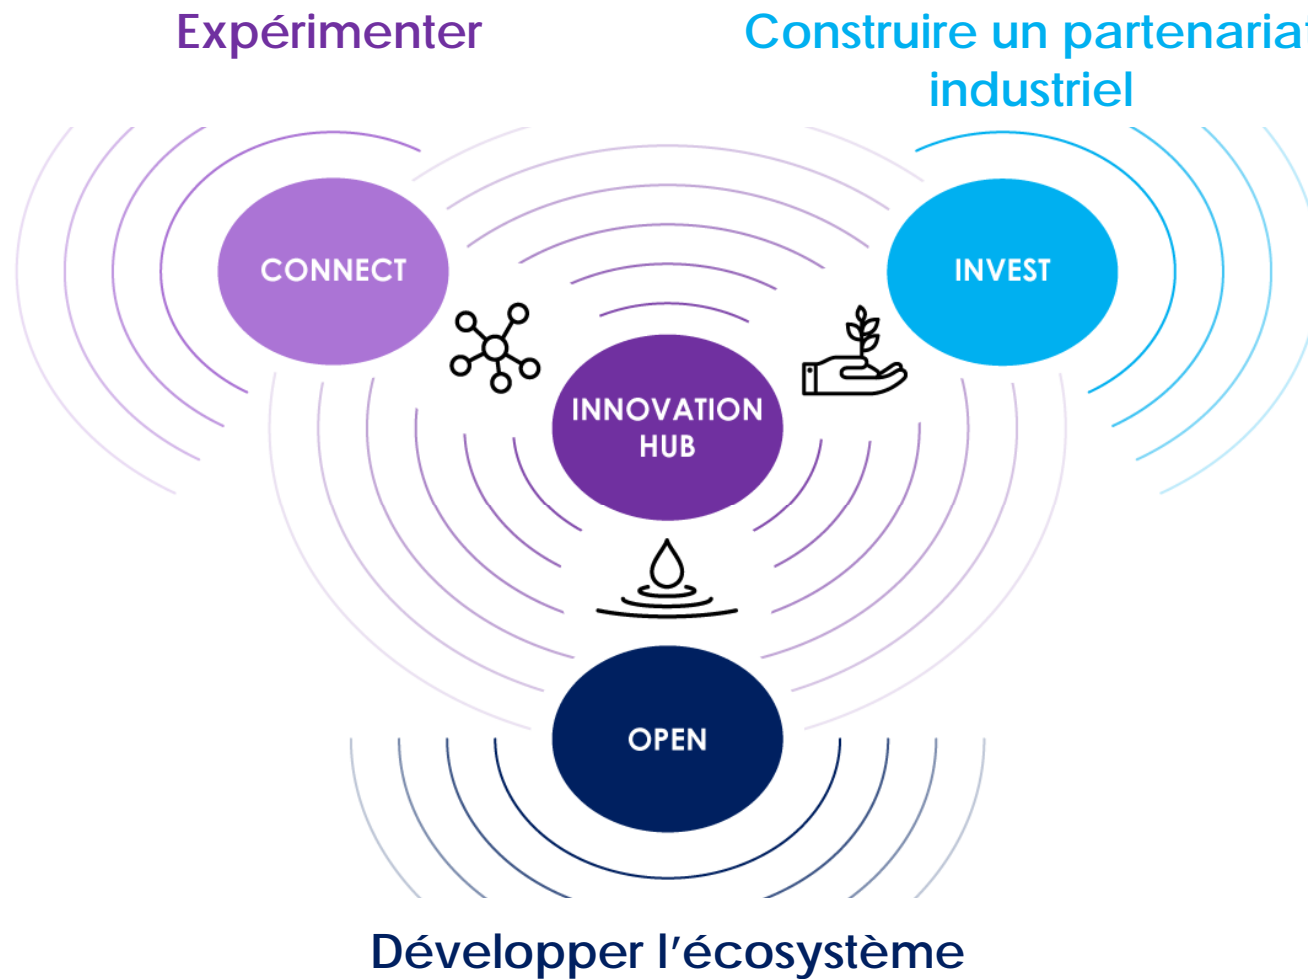 Expérimenter
Construire un partenariat
industriel
CONNECT
INVEST
INNOVATION
HUB
OPEN
Développer l’écosystème